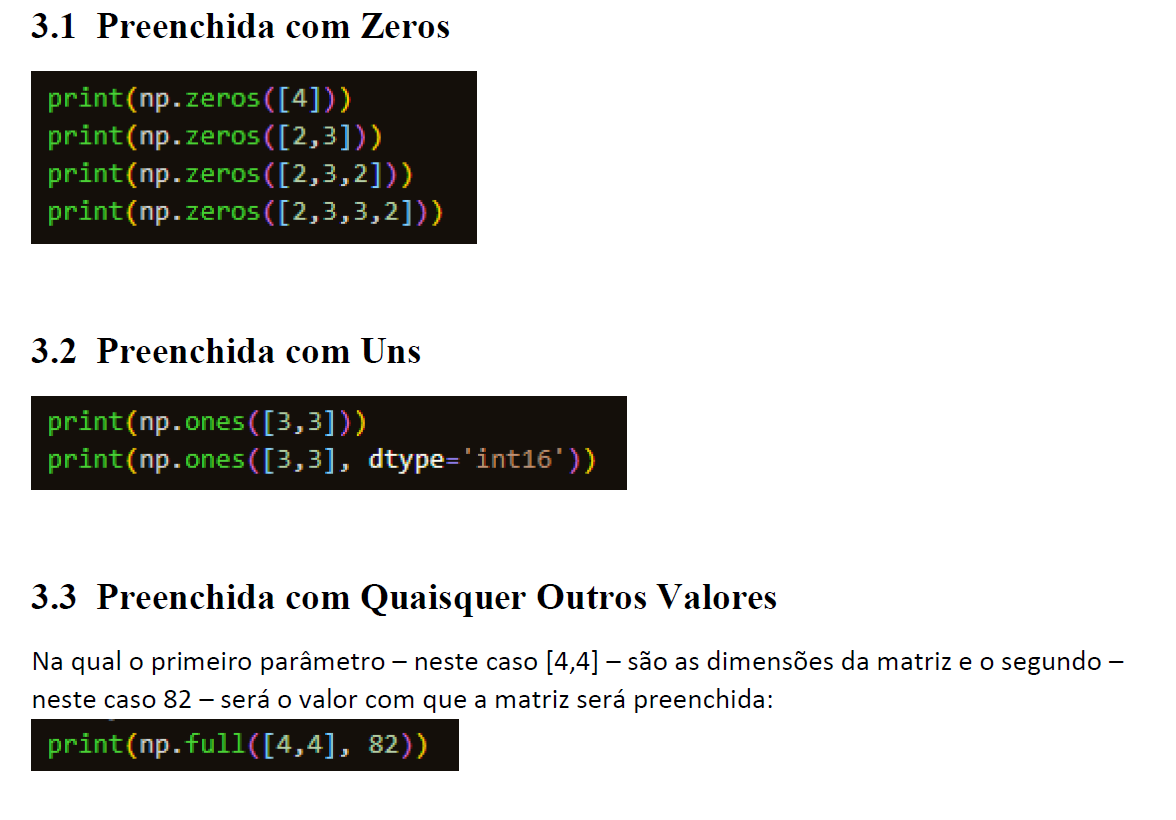 3.1 Preenchida com Zeros
print(np.zeros([4]))
print(np.zeros([2,3]))
print(np.zeros([2,3,2]))
print(np.zeros([2,3,3,2]))
3.2 Preenchida com Uns
print(np.ones([3,3]))
print(np.ones([3,3], dtype='int16'))
3.3 Preenchida com Quaisquer Outros Valores
Na qual o primeiro parâmetro – neste caso [4,4] – são as dimensões da matriz e o segundo –
neste caso 82 – será o valor com que a matriz será preenchida:
print(np.full([4,4], 82))